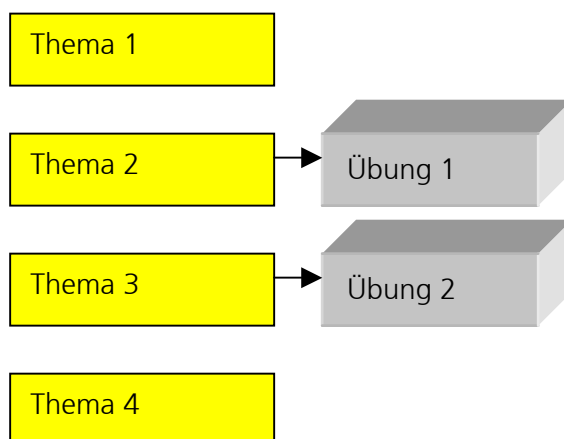 Thema 1
Thema 2
Übung 1
Thema 3
Übung 2
Thema 4